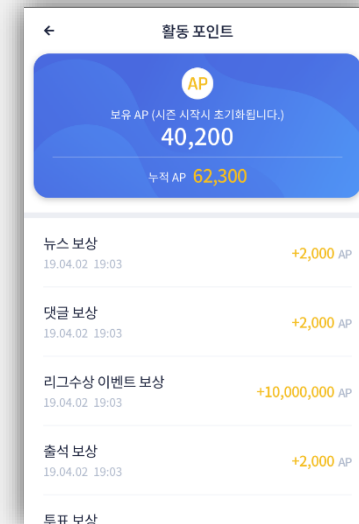 ←
활동 포인트
AP
보유 AP (시즌 시작시 초기화됩니다.)
40,200
누적 AP 62,300
뉴스 보상
19.04.02 19:03
+2,000 AP
댓글 보상
19.04.02 19:03
+2,000 AP
리그수상 이벤트 보상
19.04.02 19:03
+10,000,000 AP
출석 보상
19.04.02 19:03
+2,000 AP
투표 보상